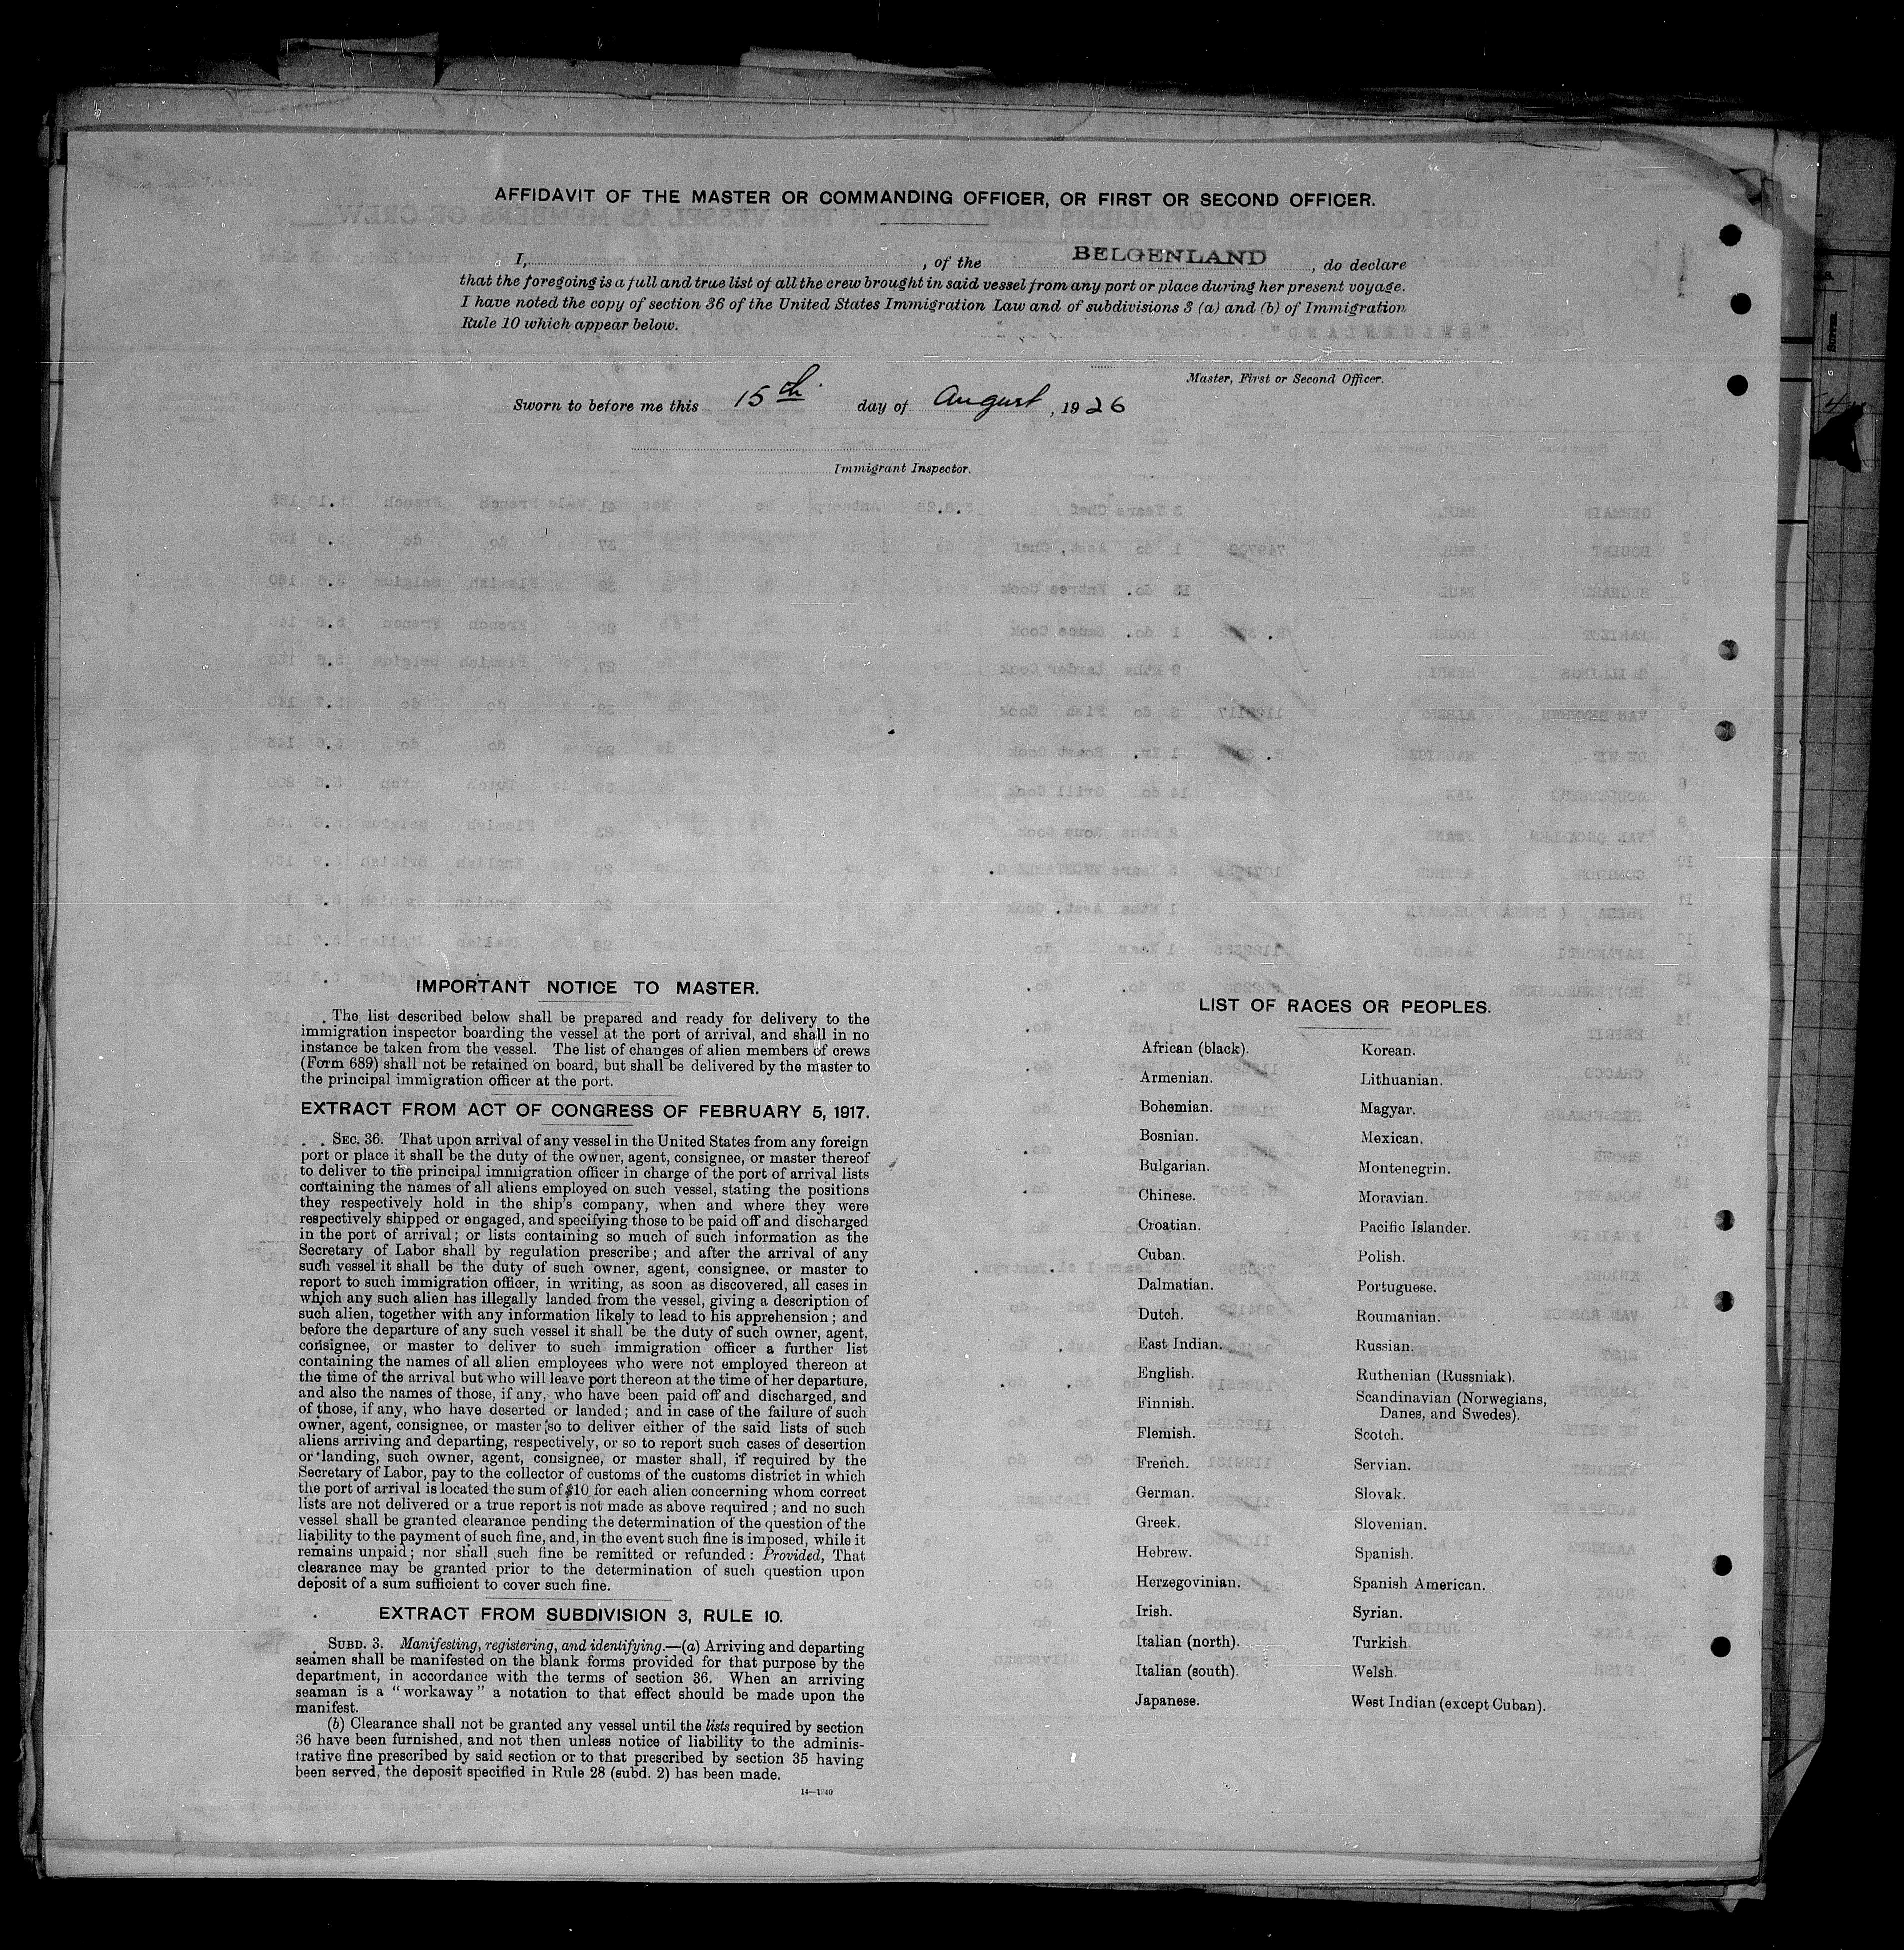 AFFIDAVIT OF THE MASTER OR COMMANDING OFFICER, OR FIRST OR SECOND OFFICER.
I, , of the BELGENLAND , do declare
that the foregoing is a full and true list of all the crew brought in said vessel from any port or place during her present voyage.
I have noted the copy of section 36 of the United States Immigration Law and of subdivisions 3 (a) and (b) of Immigration
Rule 10 which appear below.
Master, First or Second Officer.
Sworn to before me this 15th day of August, 1926
Immigrant Inspector.
IMPORTANT NOTICE TO MASTER.
The list described below shall be prepared and ready for delivery to the
immigration inspector boarding the vessel at the port of arrival, and shall in no
instance be taken from the vessel. The list of changes of alien members of crews
(Form 689) shall not be retained on board, but shall be delivered by the master to
the principal immigration officer at the port.
EXTRACT FROM ACT OF CONGRESS OF FEBRUARY 5, 1917.
SEC. 36. That upon arrival of any vessel in the United States from any foreign
port or place it shall be the duty of the owner, agent, consignee, or master thereof
to deliver to the principal immigration officer in charge of the port of arrival lists
containing the names of all aliens employed on such vessel, stating the positions
they respectively hold in the ship's company, when and where they were
respectively shipped or engaged, and specifying those to be paid off and discharged
in the port of arrival; or lists containing so much of such information as the
Secretary of Labor shall by regulation prescribe; and after the arrival of any
such vessel it shall be the duty of such owner, agent, consignee, or master to
report to such immigration officer, in writing, as soon as discovered, all cases in
which any such alien has illegally landed from the vessel, giving a description of
such alien, together with any information likely to lead to his apprehension; and
before the departure of any such vessel it shall be the duty of such owner, agent,
consignee, or master to deliver to such immigration officer a further list
containing the names of all alien employees who were not employed thereon at
the time of the arrival but who will leave port thereon at the time of her departure,
and also the names of those, if any, who have been paid off and discharged, and
of those, if any, who have deserted or landed; and in case of the failure of such
owner, agent, consignee, or master so to deliver either of the said lists of such
aliens arriving and departing, respectively, or so to report such cases of desertion
or landing, such owner, agent, consignee, or master shall, if required by the
Secretary of Labor, pay to the collector of customs of the customs district in which
the port of arrival is located the sum of $10 for each alien concerning whom correct
lists are not delivered or a true report is not made as above required; and no such
vessel shall be granted clearance pending the determination of the question of the
liability to the payment of such fine, and, in the event such fine is imposed, while it
remains unpaid; nor shall such fine be remitted or refunded: Provided, That
clearance may be granted prior to the determination of such question upon
deposit of a sum sufficient to cover such fine.
EXTRACT FROM SUBDIVISION 3, RULE 10.
SUBD. 3. Manifesting, registering, and identifying.—(a) Arriving and departing
seamen shall be manifested on the blank forms provided for that purpose by the
department, in accordance with the terms of section 36. When an arriving
seaman is a "workaway" a notation to that effect should be made upon the
manifest.
(b) Clearance shall not be granted any vessel until the lists required by section
36 have been furnished, and not then unless notice of liability to the adminis-
trative fine prescribed by said section or to that prescribed by section 35 having
been served, the deposit specified in Rule 28 (subd. 2) has been made.
LIST OF RACES OR PEOPLES.
African (black).
Armenian.
Bohemian.
Bosnian.
Bulgarian.
Chinese.
Croatian.
Cuban.
Dalmatian.
Dutch.
East Indian.
English.
Finnish.
Flemish.
French.
German.
Greek.
Hebrew.
Herzegovinian.
Irish.
Italian (north).
Italian (south).
Japanese.
Korean.
Lithuanian.
Magyar.
Mexican.
Montenegrin.
Moravian.
Pacific Islander.
Polish.
Portuguese.
Roumanian.
Russian.
Ruthenian (Russniak).
Scandinavian (Norwegians,
Danes, and Swedes).
Scotch.
Servian.
Slovak.
Slovenian.
Spanish.
Spanish American.
Syrian.
Turkish.
Welsh.
West Indian (except Cuban).